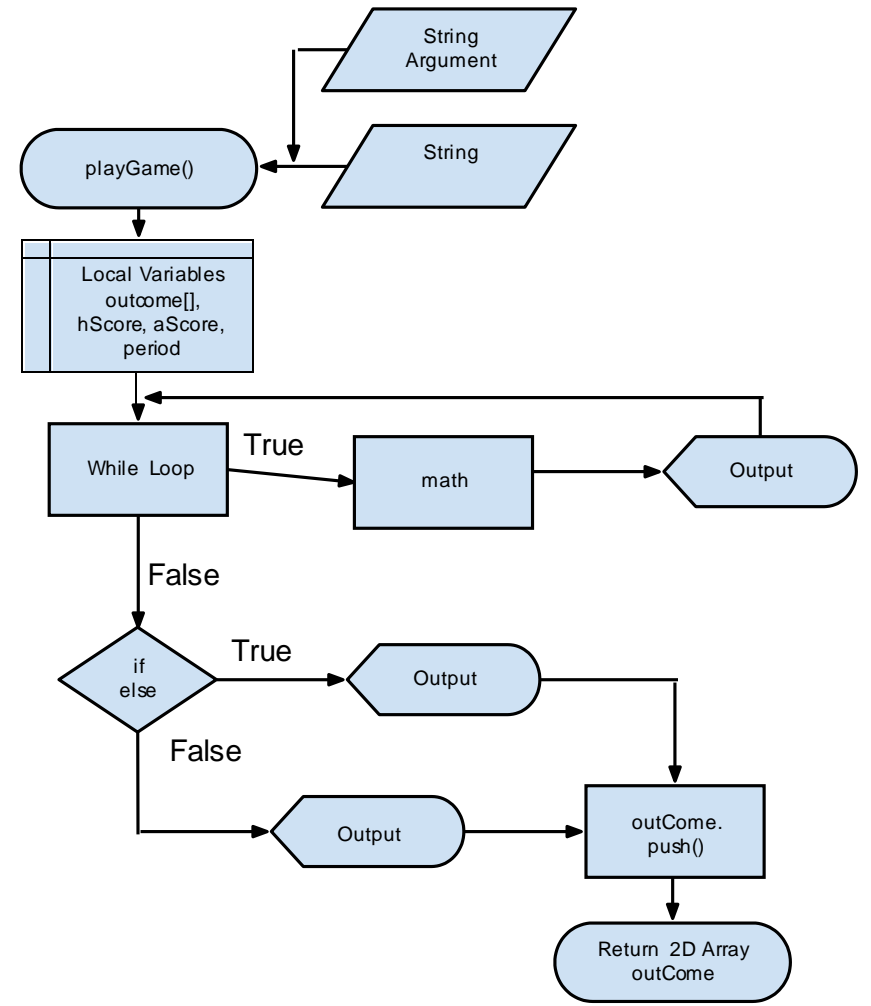 String
Argument
String
playGame()
Local Variables
outcome[],
hScore, aScore,
period
While Loop
True
math
Output
False
if
else
True
Output
False
Output
outCome.
push()
Return 2D Array
outCome